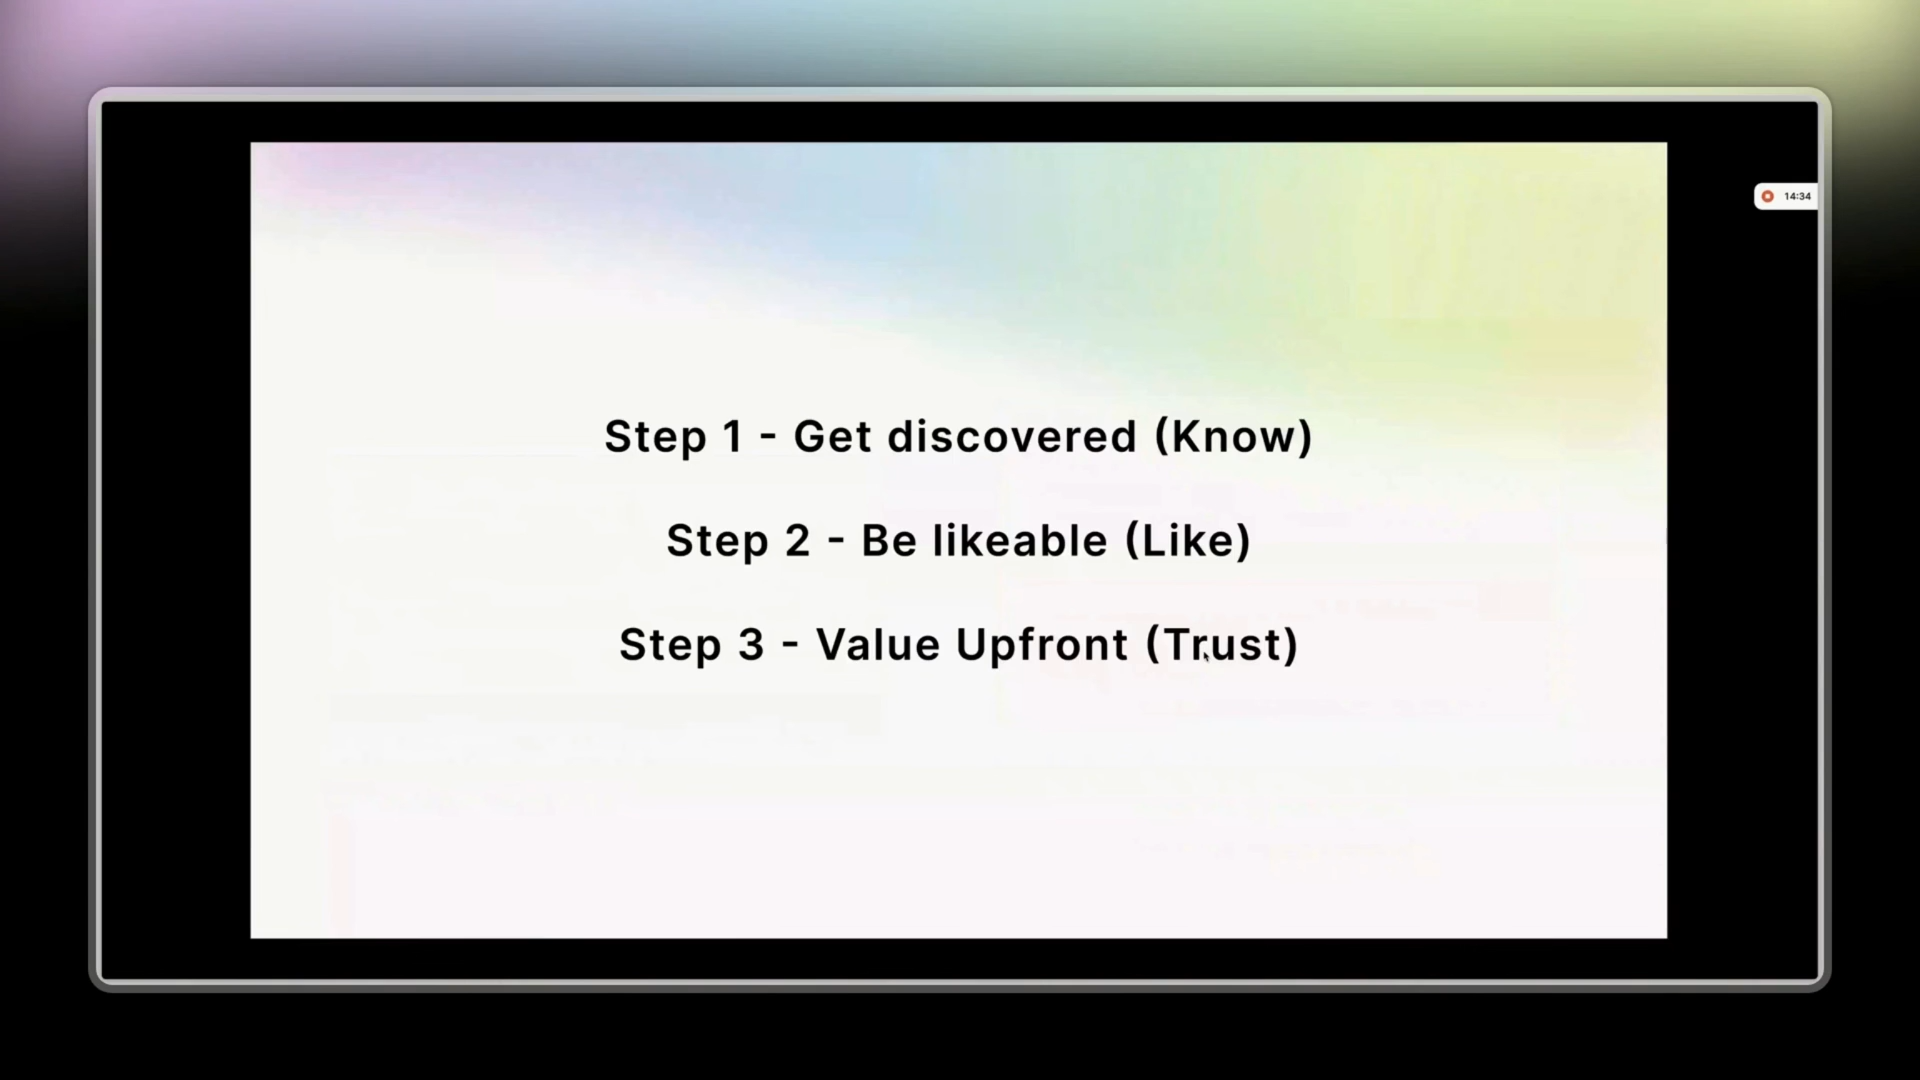 14:34
Step 1 - Get discovered (Know)
Step 2 - Be likeable (Like)
Step 3 - Value Upfront (Trust)